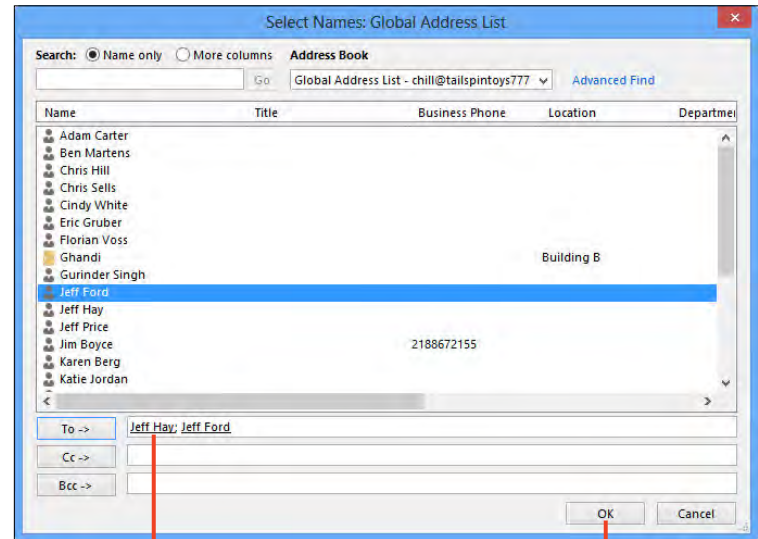 Select Names: Global Address List
Search: Name only More columns Address Book
Go Global Address List - chill@tailspintoys777 Advanced Find
Name Title Business Phone Location Departmer
Adam Carter
Ben Martens
Chris Hill
Chris Sells
Cindy White
Eric Gruber
Florian Voss
Ghandi Building B
Gurinder Singh
Jeff Ford
Jeff Hay
Jeff Price
Jim Boyce 2188672155
Karen Berg
Katie Jordan
To -> Jeff Hay; Jeff Ford
Cc ->
Bcc ->
OK Cancel